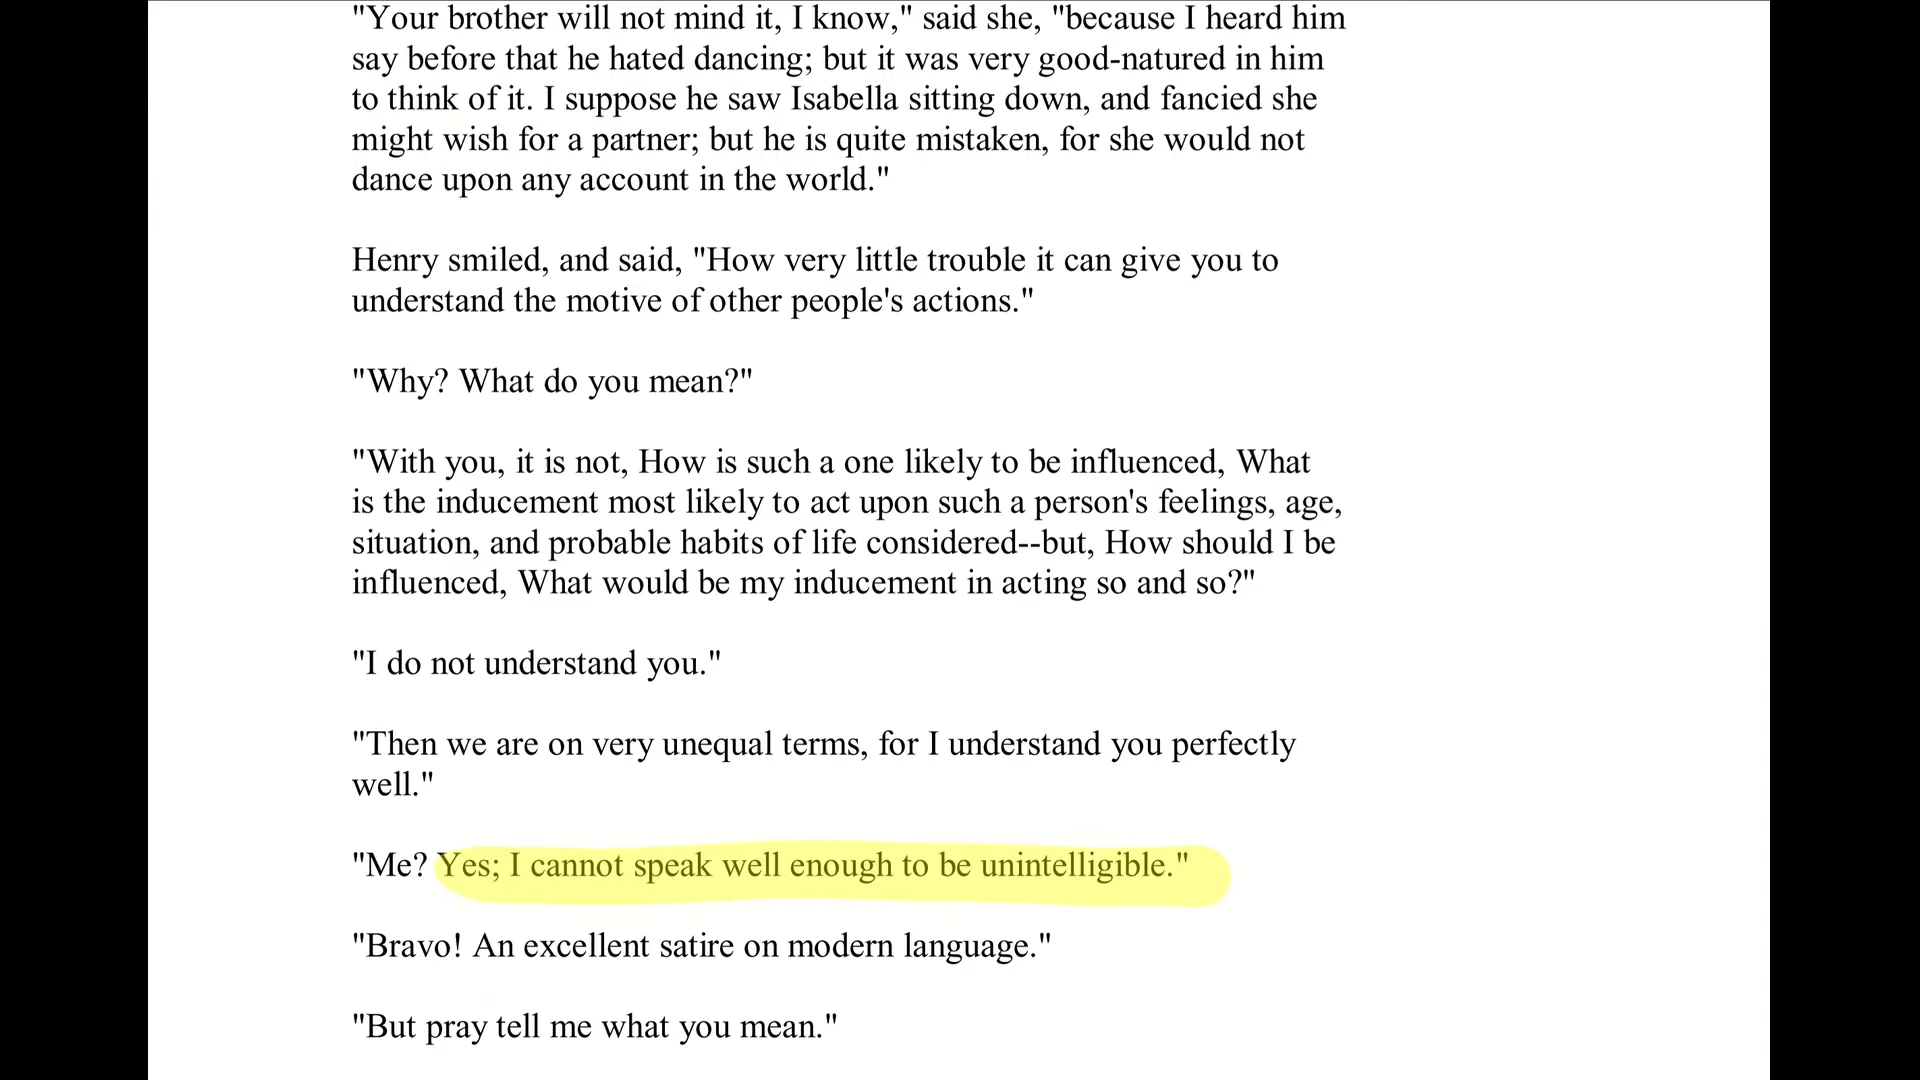 "Your brother will not mind it, I know," said she, "because I heard him
say before that he hated dancing; but it was very good-natured in him
to think of it. I suppose he saw Isabella sitting down, and fancied she
might wish for a partner; but he is quite mistaken, for she would not
dance upon any account in the world."
Henry smiled, and said, "How very little trouble it can give you to
understand the motive of other people's actions."
"Why? What do you mean?"
"With you, it is not, How is such a one likely to be influenced, What
is the inducement most likely to act upon such a person's feelings, age,
situation, and probable habits of life considered--but, How should I be
influenced, What would be my inducement in acting so and so?"
"I do not understand you."
"Then we are on very unequal terms, for I understand you perfectly
well."
"Me? Yes; I cannot speak well enough to be unintelligible."
"Bravo! An excellent satire on modern language."
"But pray tell me what you mean."